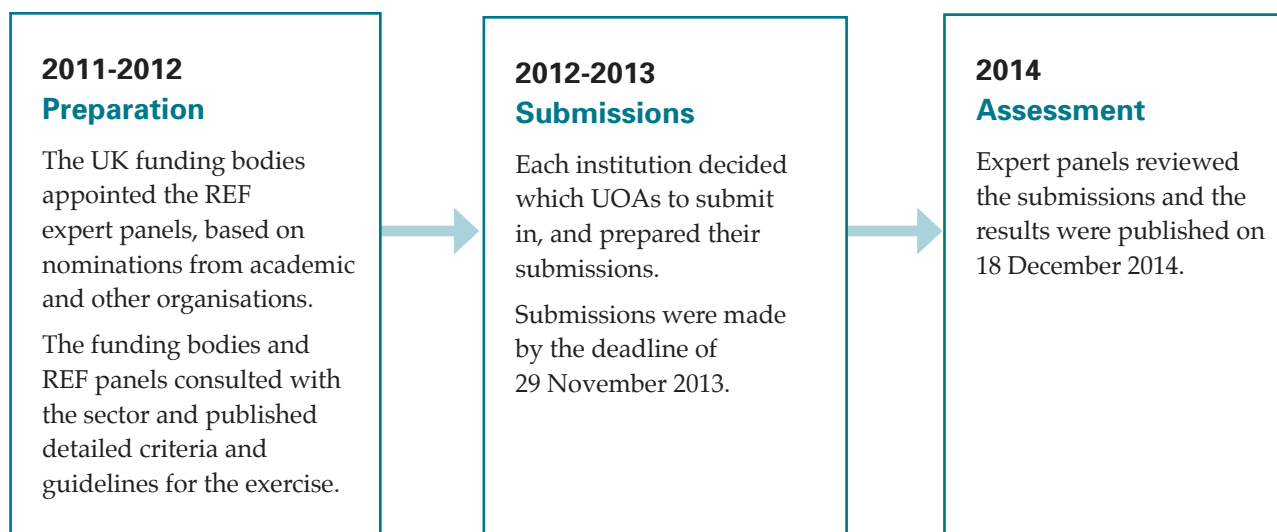 2011-2012
Preparation
The UK funding bodies
appointed the REF
expert panels, based on
nominations from academic
and other organisations.
The funding bodies and
REF panels consulted with
the sector and published
detailed criteria and
guidelines for the exercise.
2012-2013
Submissions
Each institution decided
which UOAs to submit
in, and prepared their
submissions.
Submissions were made
by the deadline of
29 November 2013.
2014
Assessment
Expert panels reviewed
the submissions and the
results were published on
18 December 2014.